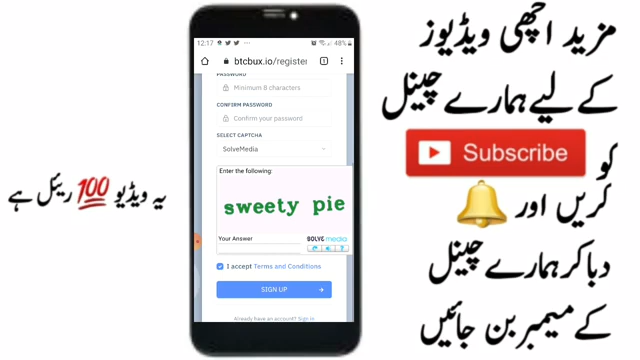 یہ ویڈیو 100 رئیل ہے
12:17
48%
btcbux.io/register
1
PASSWORD
Minimum 8 characters
CONFIRM PASSWORD
Confirm your password
SELECT CAPTCHA
SolveMedia
Enter the following:
sweety pie
Your Answer
SOLVE media
?
I accept Terms and Conditions
SIGN UP
Already have an account? Sign in
مزید اچھی ویڈیوز
کے لیے ہمارے چینل
Subscribe کو
کریں اور
دبا کر ہمارے چینل
کے میمبر بن جائیں